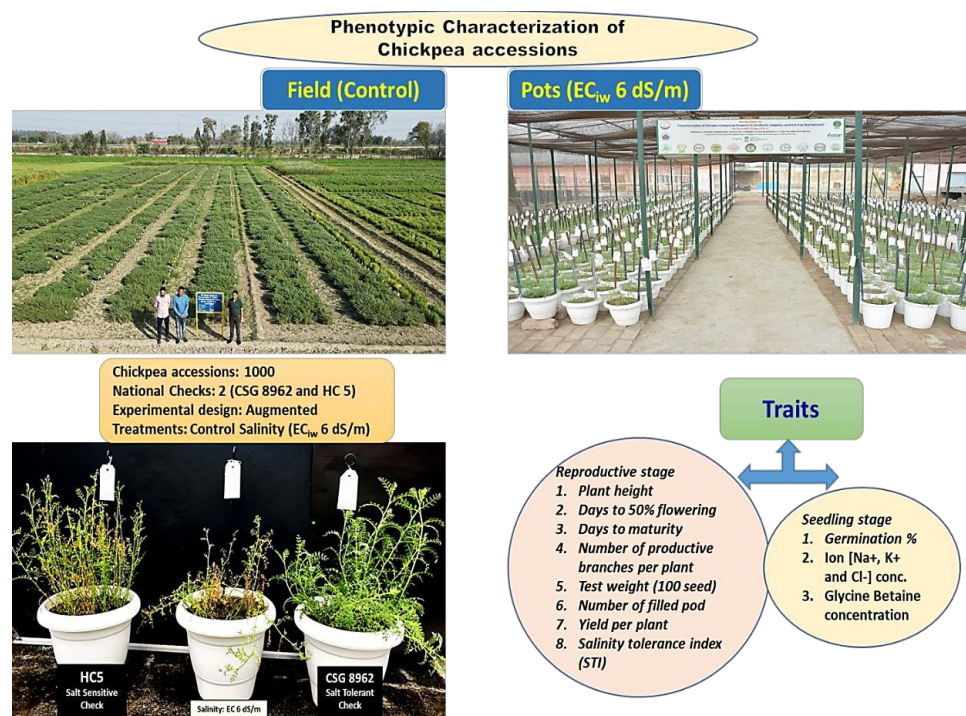 Phenotypic Characterization of
Chickpea accessions
Field (Control)
Pots (ECiw 6 dS/m)
Chickpea accessions: 1000
National Checks: 2 (CSG 8962 and HC 5)
Experimental design: Augmented
Treatments: Control Salinity (ECiw 6 dS/m)
HC5
Salt Sensitive
Check
Salinity: EC 6 dS/m
CSG 8962
Salt Tolerant
Check
Traits
Reproductive stage
1. Plant height
2. Days to 50% flowering
3. Days to maturity
4. Number of productive
branches per plant
5. Test weight (100 seed)
6. Number of filled pod
7. Yield per plant
8. Salinity tolerance index
(STI)
Seedling stage
1. Germination %
2. Ion [Na+, K+
and Cl-] conc.
3. Glycine Betaine
concentration